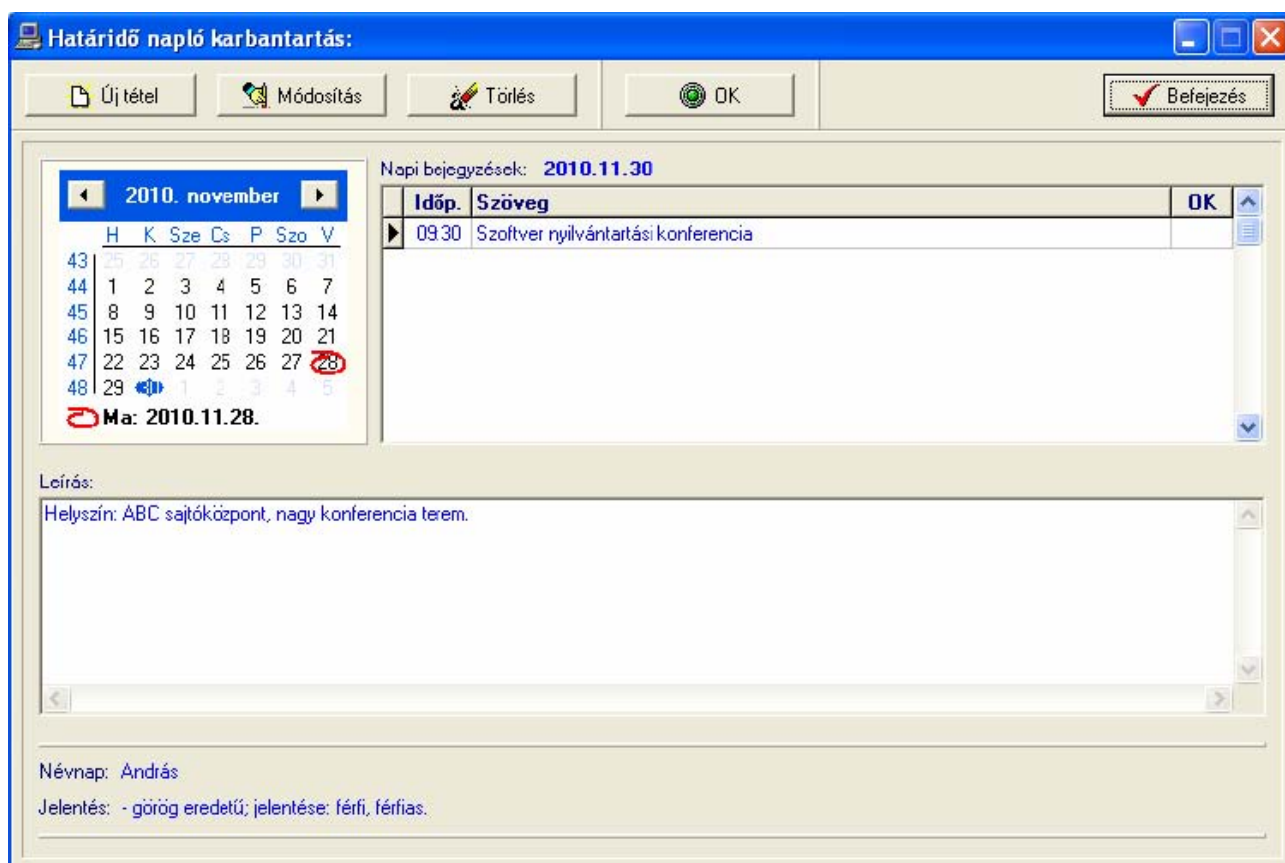 Határidő napló karbantartás:
Új tétel Módosítás Törlés OK Befejezés
Napi bejegyzések: 2010.11.30
2010. november
Időp. Szöveg OK
09:30 Szoftver nyilvántartási konferencia
H K Sze Cs P Szo V
43 25 26 27 28 29 30 31
44 1 2 3 4 5 6 7
45 8 9 10 11 12 13 14
46 15 16 17 18 19 20 21
47 22 23 24 25 26 27 28
48 29 1 2 3 4 5
Ma: 2010.11.28.
Leírás:
Helyszín: ABC sajtóközpont, nagy konferencia terem.
Névnap: András
Jelentés: - görög eredetű; jelentése: férfi, férfias.